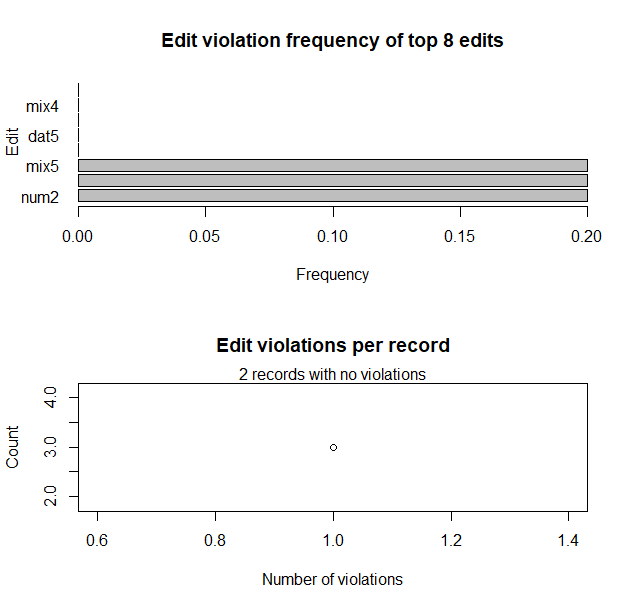 Edit violation frequency of top 8 edits
Edit
mix4
dat5
mix5
num2
0.00 0.05 0.10 0.15 0.20
Frequency
Edit violations per record
2 records with no violations
Count
4.0
3.0
2.0
0.6 0.8 1.0 1.2 1.4
Number of violations